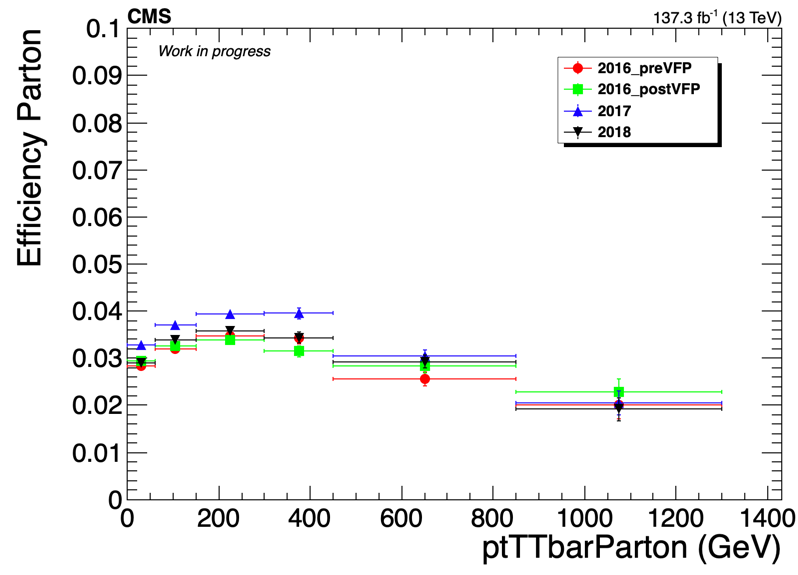 CMS
137.3 fb-1 (13 TeV)
Work in progress
2016_preVFP
2016_postVFP
2017
2018
Efficiency Parton
0.1
0.09
0.08
0.07
0.06
0.05
0.04
0.03
0.02
0.01
0
0 200 400 600 800 1000 1200 1400
ptTTbarParton (GeV)